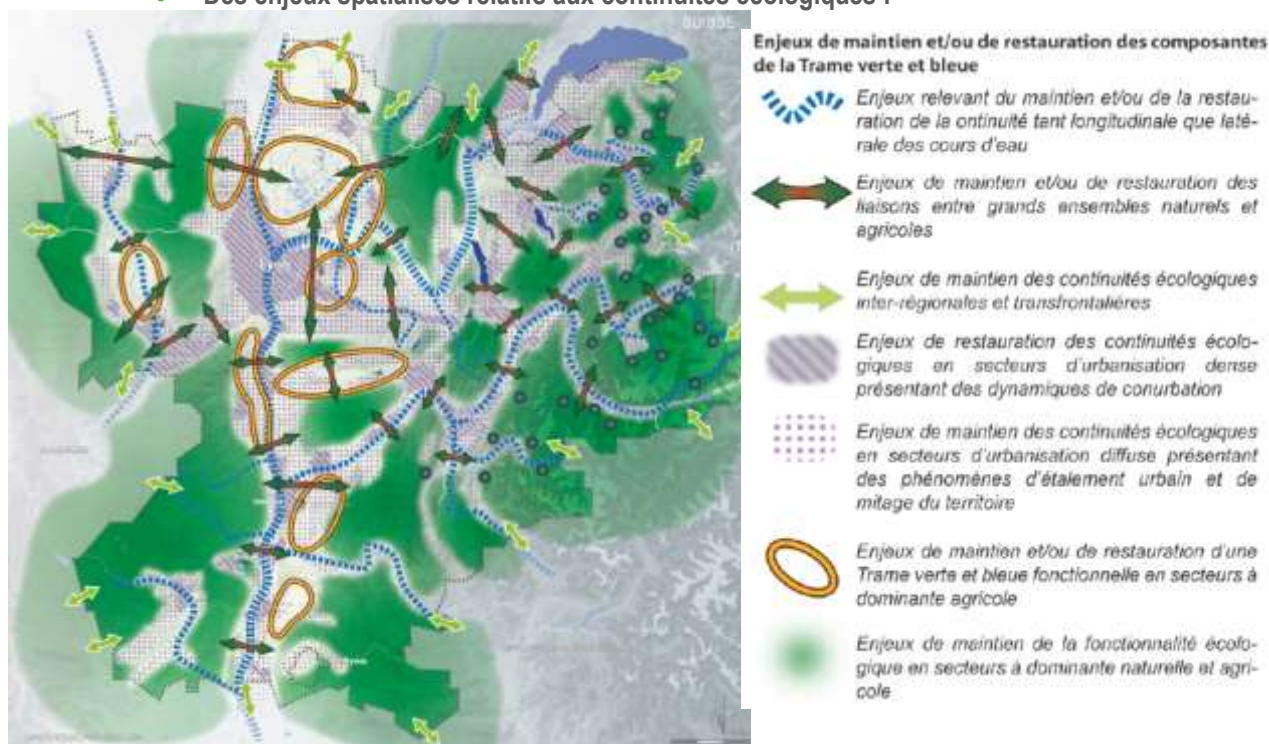 Des enjeux spatialisés relatifs aux continuités écologiques :
SUISSE
Enjeux de maintien et/ou de restauration des composantes
de la Trame verte et bleue
Enjeux relevant du maintien et/ou de la restau-
ration de la ontinuité tant longitudinale que laté-
rale des cours d'eau
Enjeux de maintien et/ou de restauration des
liaisons entre grands ensembles naturels et
agricoles
Enjeux de maintien des continuités écologiques
inter-régionales et transfrontalières
Enjeux de restauration des continuités écolo-
giques en secteurs d'urbanisation dense
présentant des dynamiques de conurbation
Enjeux de maintien des continuités écologiques
en secteurs d'urbanisation diffuse présentant
des phénomènes d'étalement urbain et de
mitage du territoire
Enjeux de maintien et/ou de restauration d'une
Trame verte et bleue fonctionnelle en secteurs à
dominante agricole
Enjeux de maintien de la fonctionnalité écolo-
gique en secteurs à dominante naturelle et agri-
cole